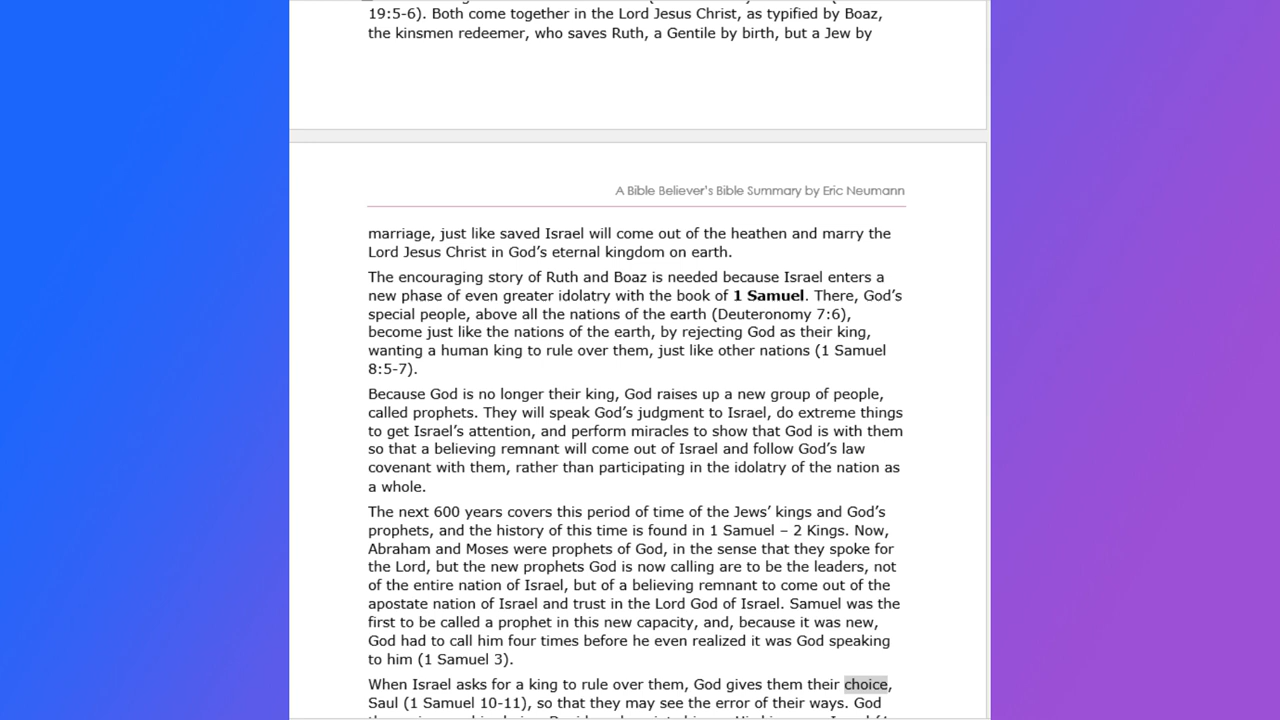 19:5-6). Both come together in the Lord Jesus Christ, as typified by Boaz,
the kinsmen redeemer, who saves Ruth, a Gentile by birth, but a Jew by
A Bible Believer's Bible Summary by Eric Neumann
marriage, just like saved Israel will come out of the heathen and marry the
Lord Jesus Christ in God's eternal kingdom on earth.
The encouraging story of Ruth and Boaz is needed because Israel enters a
new phase of even greater idolatry with the book of 1 Samuel. There, God's
special people, above all the nations of the earth (Deuteronomy 7:6),
become just like the nations of the earth, by rejecting God as their king,
wanting a human king to rule over them, just like other nations (1 Samuel
8:5-7).
Because God is no longer their king, God raises up a new group of people,
called prophets. They will speak God's judgment to Israel, do extreme things
to get Israel's attention, and perform miracles to show that God is with them
so that a believing remnant will come out of Israel and follow God's law
covenant with them, rather than participating in the idolatry of the nation as
a whole.
The next 600 years covers this period of time of the Jews' kings and God's
prophets, and the history of this time is found in 1 Samuel – 2 Kings. Now,
Abraham and Moses were prophets of God, in the sense that they spoke for
the Lord, but the new prophets God is now calling are to be the leaders, not
of the entire nation of Israel, but of a believing remnant to come out of the
apostate nation of Israel and trust in the Lord God of Israel. Samuel was the
first to be called a prophet in this new capacity, and, because it was new,
God had to call him four times before he even realized it was God speaking
to him (1 Samuel 3).
When Israel asks for a king to rule over them, God gives them their choice,
Saul (1 Samuel 10-11), so that they may see the error of their ways. God